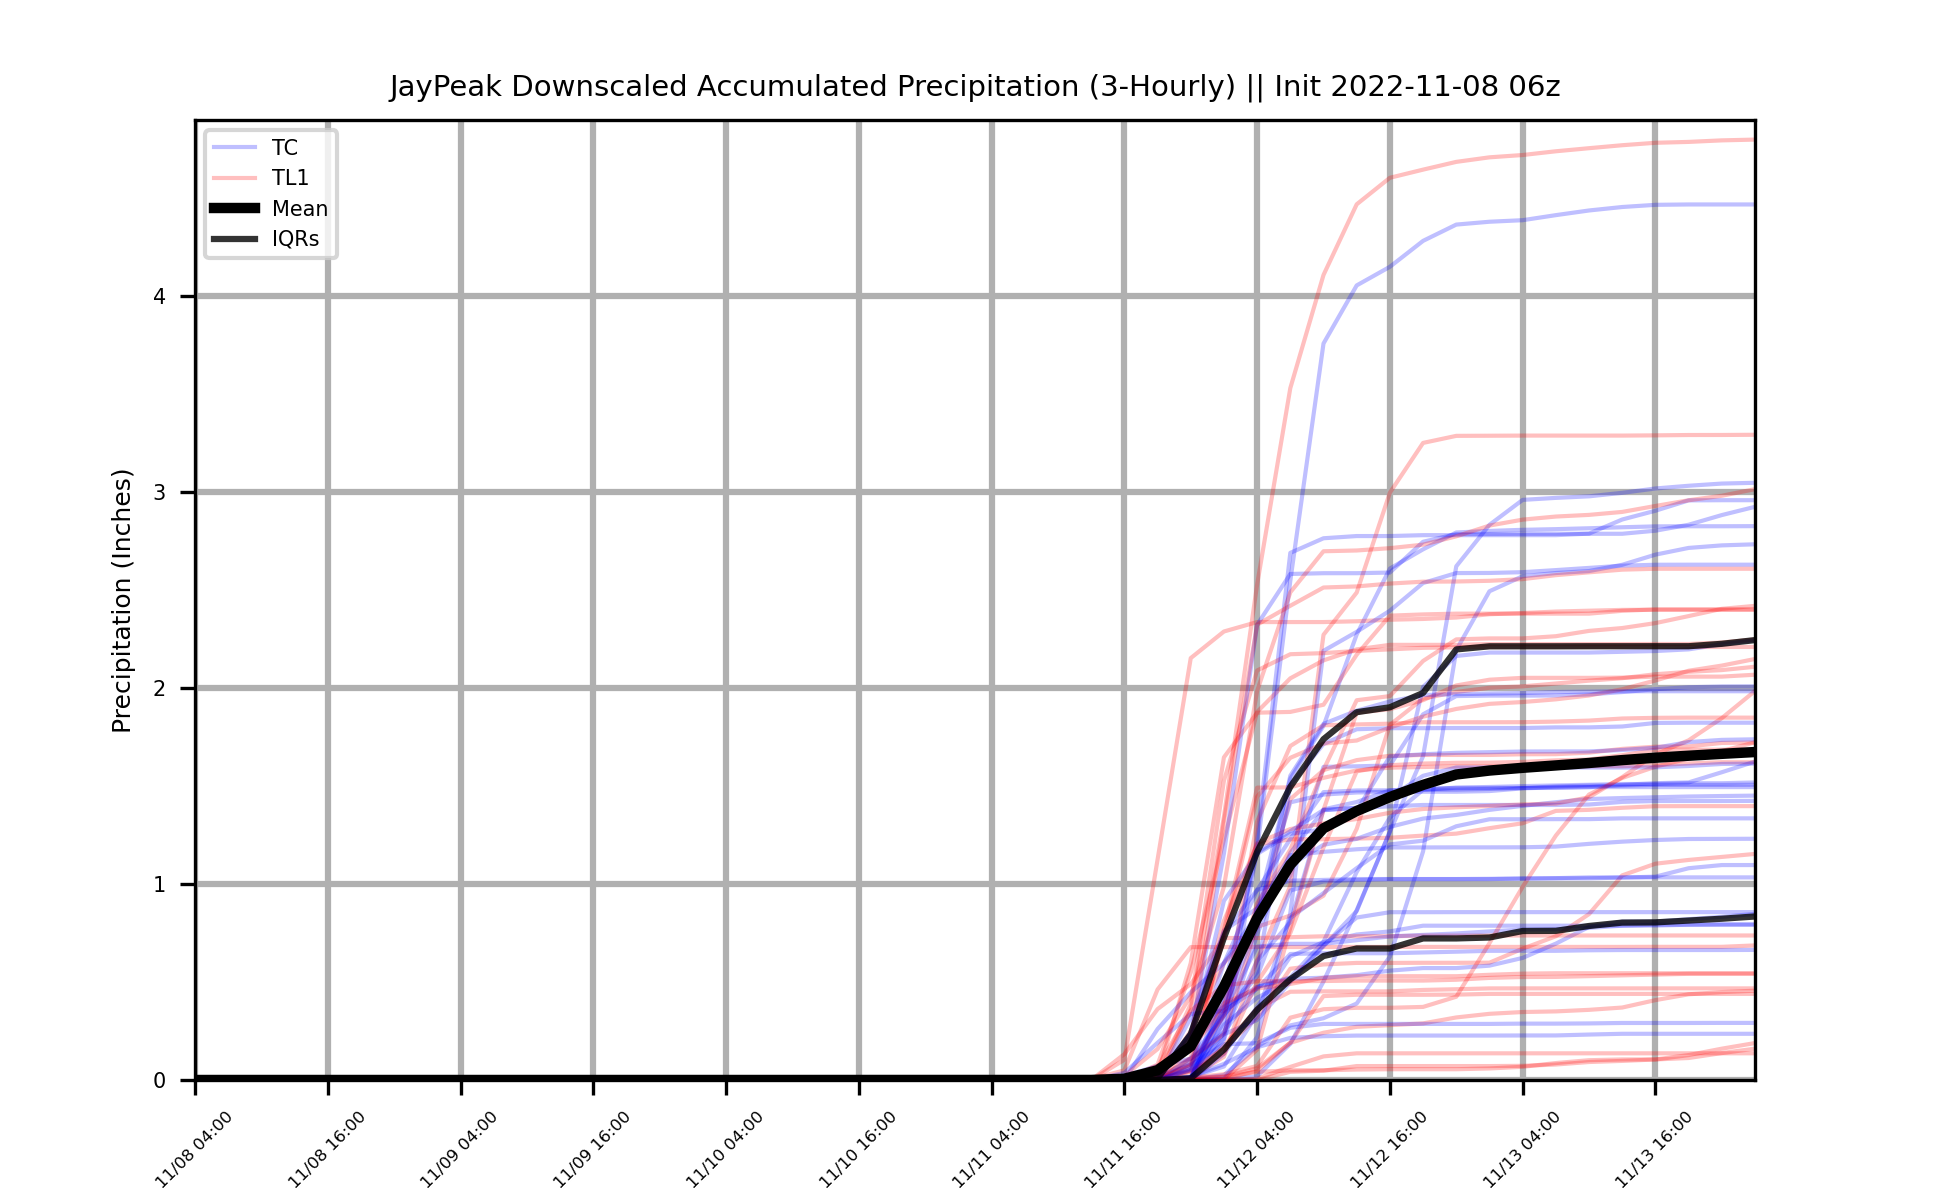 JayPeak Downscaled Accumulated Precipitation (3-Hourly) || Init 2022-11-08 06z
TC
TL1
Mean
IQRs
Precipitation (Inches)
4
3
2
1
0
11/08 04:00
11/08 16:00
11/09 04:00
11/09 16:00
11/10 04:00
11/10 16:00
11/11 04:00
11/11 16:00
11/12 04:00
11/12 16:00
11/13 04:00
11/13 16:00